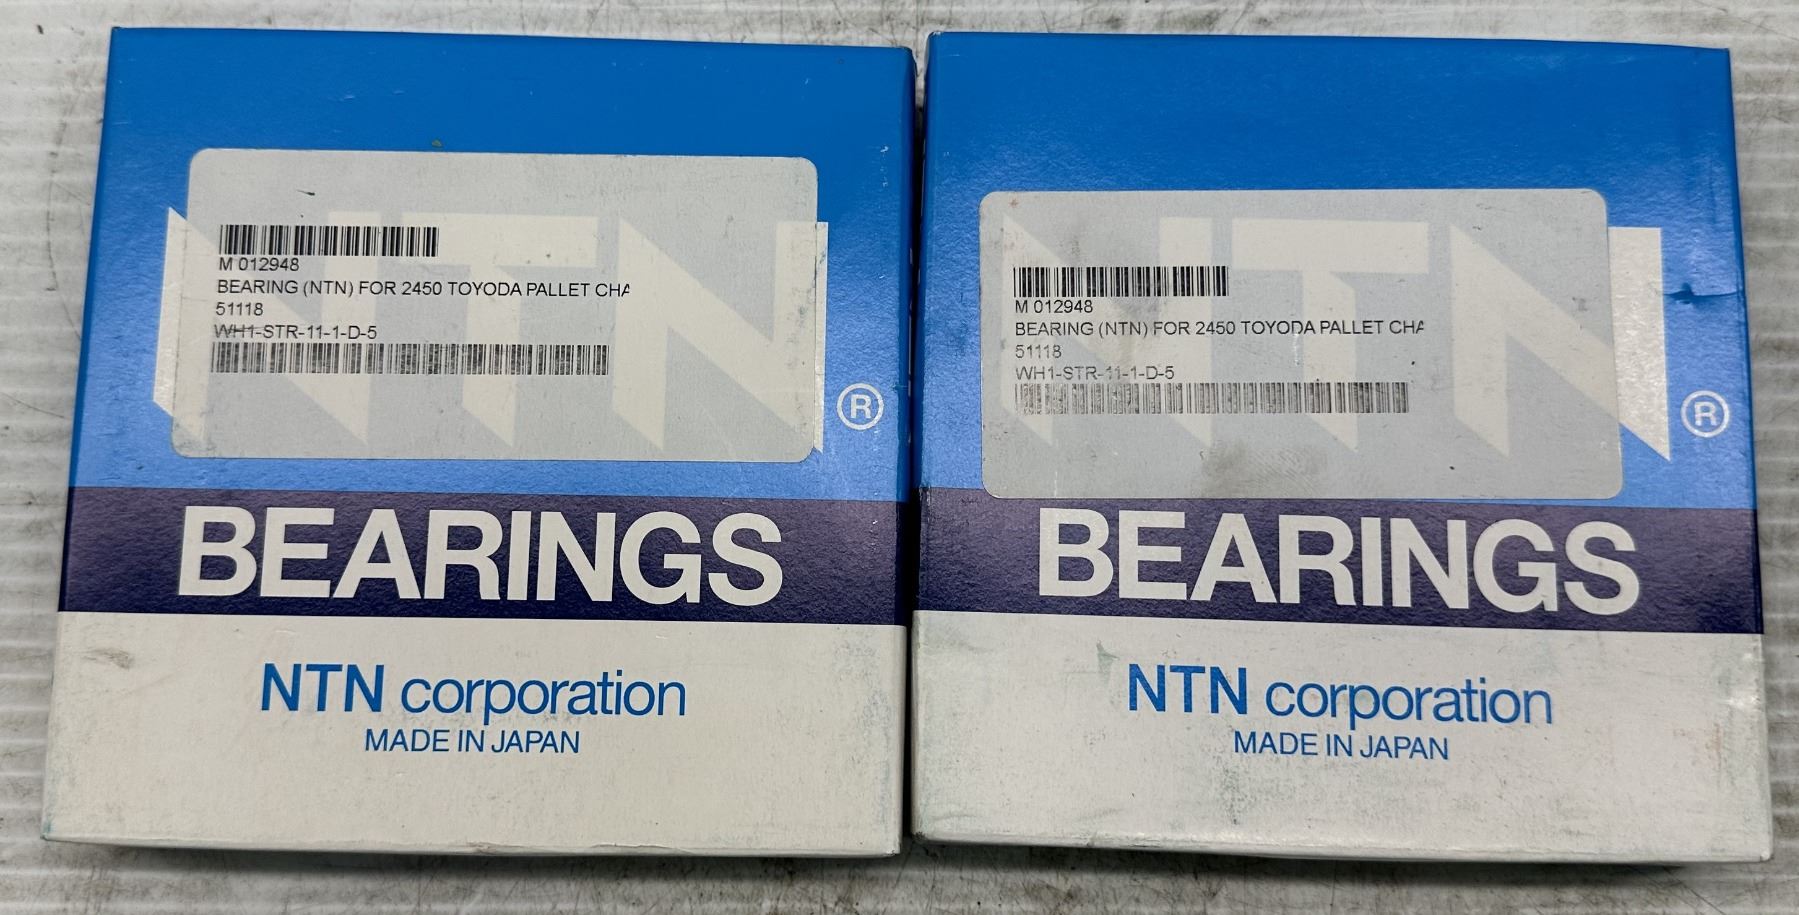 NTN®
M 012948
BEARING (NTN) FOR 2450 TOYODA PALLET CHA
51118
WH1-STR-11-1-D-5
BEARINGS
NTN corporation
MADE IN JAPAN
NTN®
M 012948
BEARING (NTN) FOR 2450 TOYODA PALLET CHA
51118
WH1-STR-11-1-D-5
BEARINGS
NTN corporation
MADE IN JAPAN